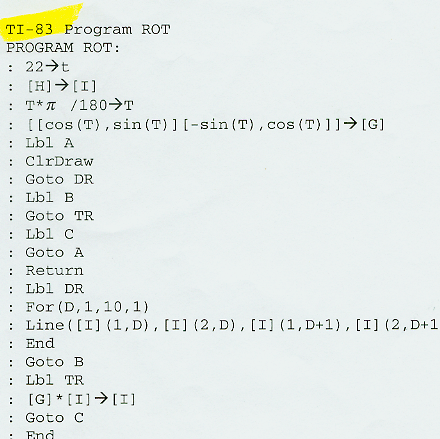 TI-83 Program ROT
PROGRAM ROT:
: 22→t
: [H]→[I]
: T*π /180→T
: [[cos(T),sin(T)][-sin(T),cos(T)]]→[G]
: Lbl A
: ClrDraw
: Goto DR
: Lbl B
: Goto TR
: Lbl C
: Goto A
: Return
: Lbl DR
: For(D,1,10,1)
: Line([I](1,D),[I](2,D),[I](1,D+1),[I](2,D+1
: End
: Goto B
: Lbl TR
: [G]*[I]→[I]
: Goto C
: End